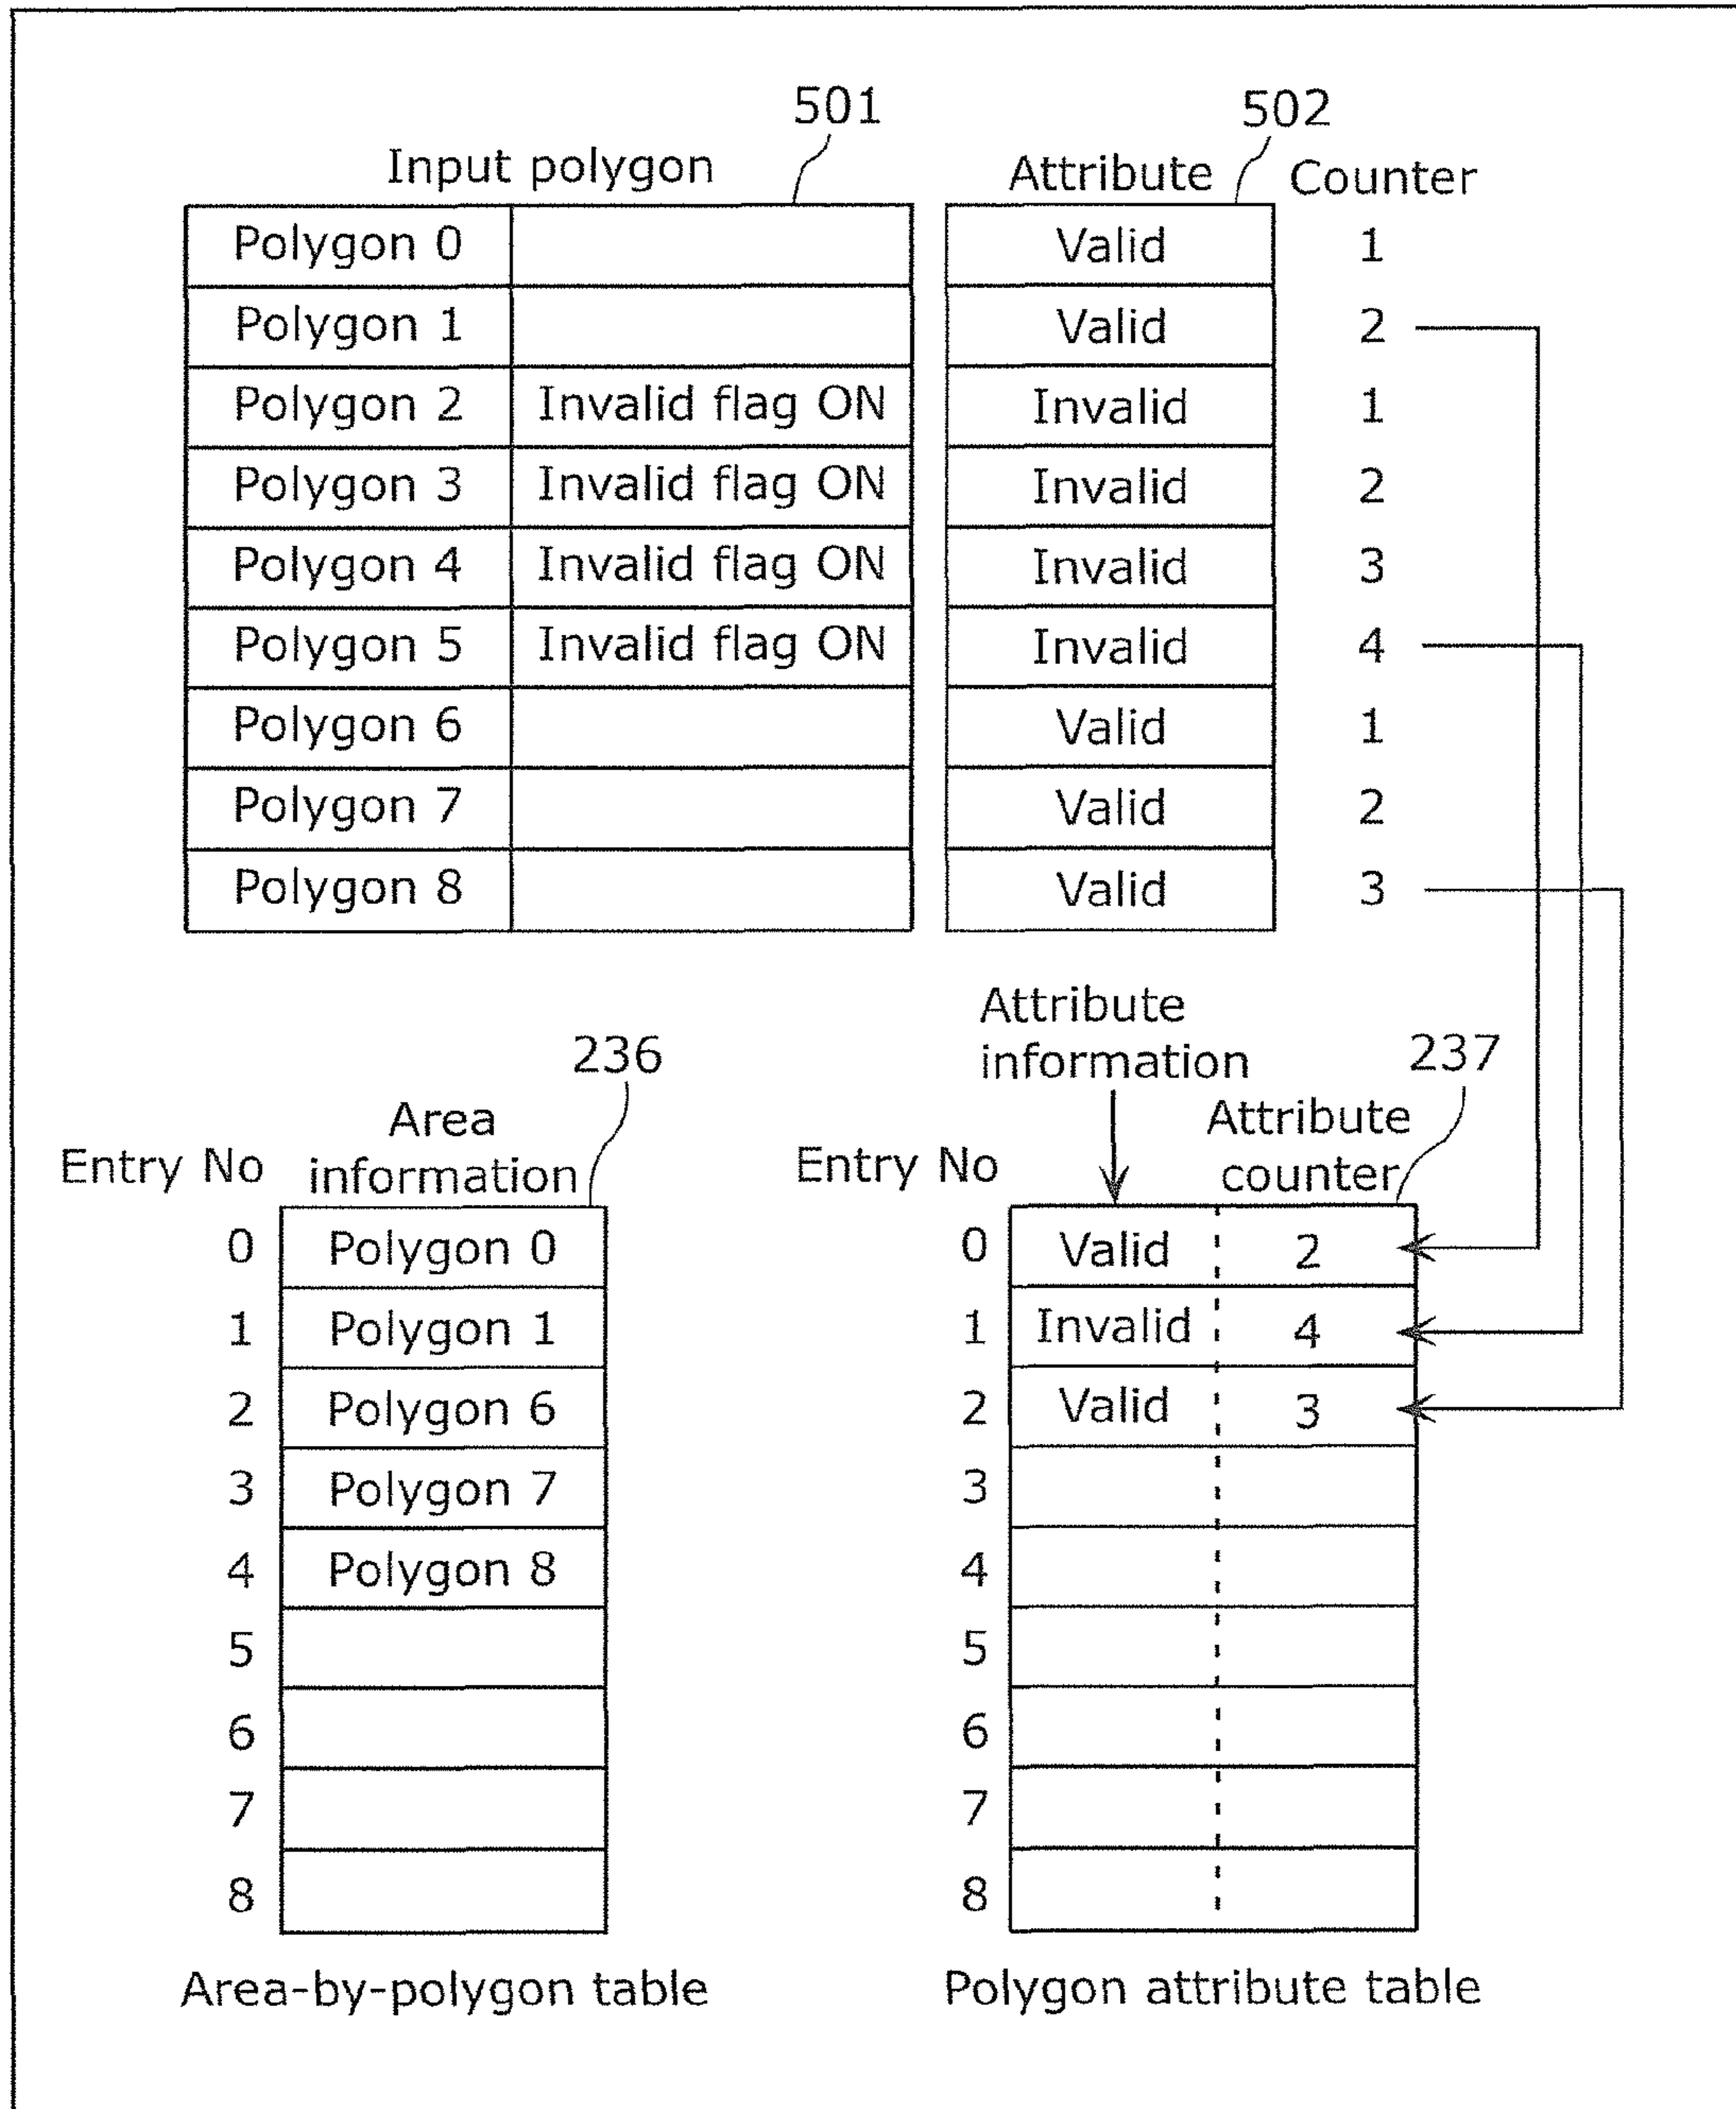 501
502
Input polygon
Attribute
Counter
Polygon 0
Valid
1
Polygon 1
Valid
2
Polygon 2
Invalid flag ON
Invalid
1
Polygon 3
Invalid flag ON
Invalid
2
Polygon 4
Invalid flag ON
Invalid
3
Polygon 5
Invalid flag ON
Invalid
4
Polygon 6
Valid
1
Polygon 7
Valid
2
Polygon 8
Valid
3
236
Entry No
Area
information
0
Polygon 0
1
Polygon 1
2
Polygon 6
3
Polygon 7
4
Polygon 8
5
6
7
8
Area-by-polygon table
Attribute
information
237
Entry No
Attribute
counter
0
Valid
2
1
Invalid
4
2
Valid
3
3
4
5
6
7
8
Polygon attribute table